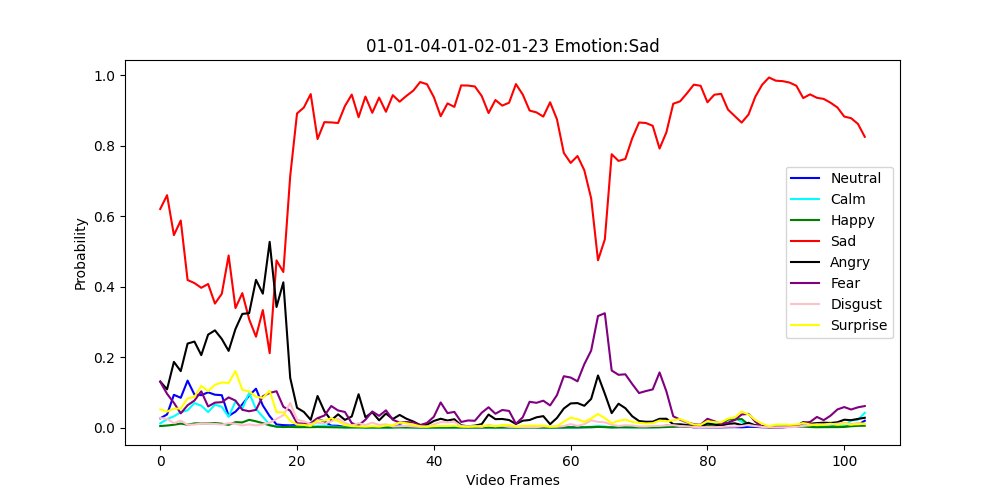 01-01-04-01-02-01-23 Emotion:Sad
Probability
1.0
0.8
0.6
0.4
0.2
0.0
Neutral
Calm
Happy
Sad
Angry
Fear
Disgust
Surprise
0 20 40 60 80 100
Video Frames